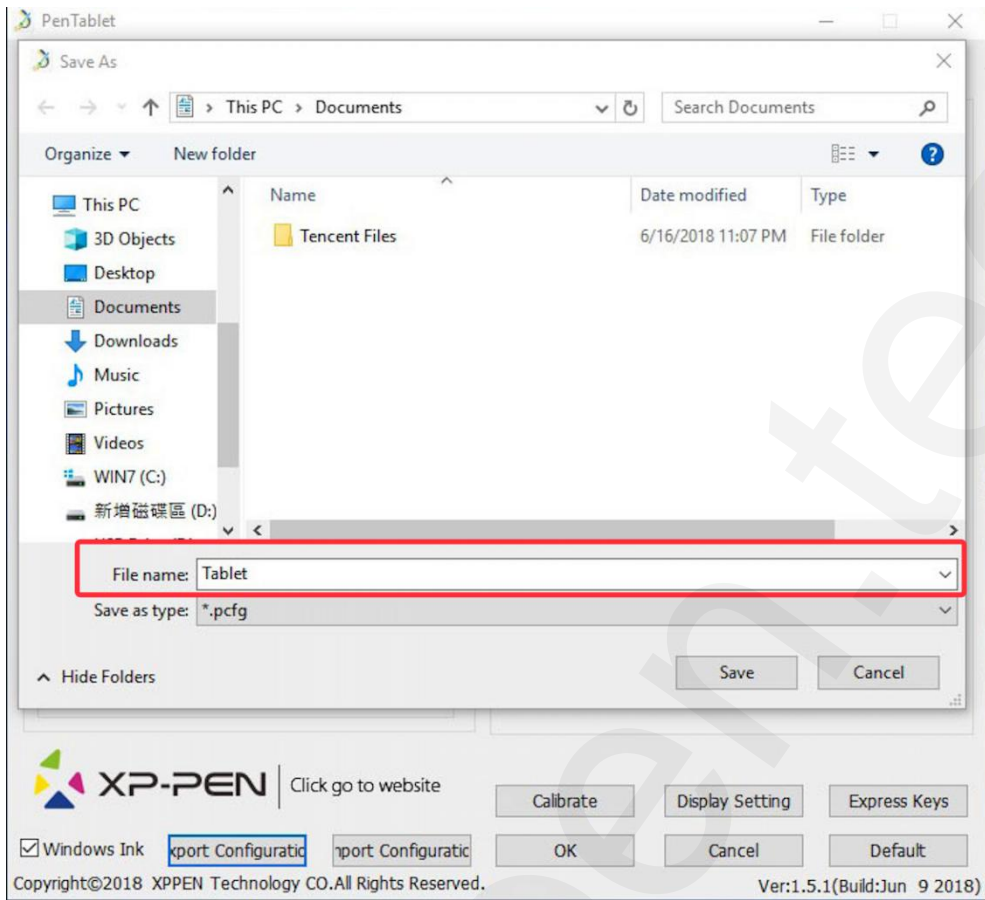 PenTablet
Save As
This PC > Documents
Search Documents
Organize
New folder
This PC
3D Objects
Desktop
Documents
Downloads
Music
Pictures
Videos
WIN7 (C:)
新增磁碟區 (D:)
Name Date modified Type
Tencent Files 6/16/2018 11:07 PM File folder
File name: Tablet
Save as type: *.pcfg
Hide Folders
Save Cancel
XP-PEN Click go to website
Calibrate Display Setting Express Keys
Windows Ink xport Configuratio nport Configuratic OK Cancel Default
Copyright©2018 XPPEN Technology CO.All Rights Reserved. Ver:1.5.1(Build:Jun 9 2018)